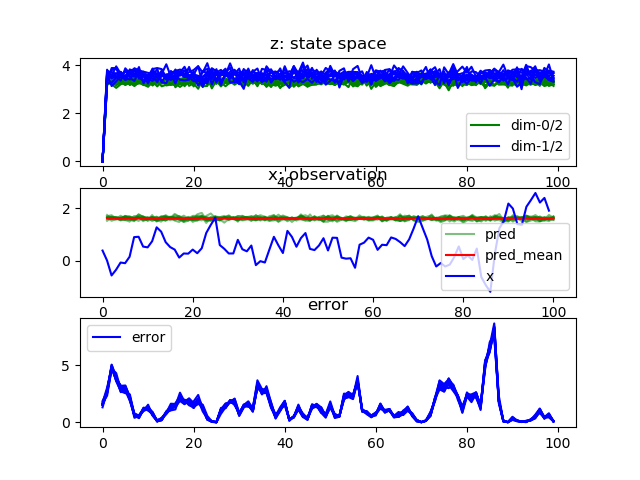 z: state space
4
2
0
dim-0/2
dim-1/2
0 20 40 60 80 100
x: observation
2
0
pred
pred_mean
x
0 20 40 60 80 100
error
error
5
0
0 20 40 60 80 100